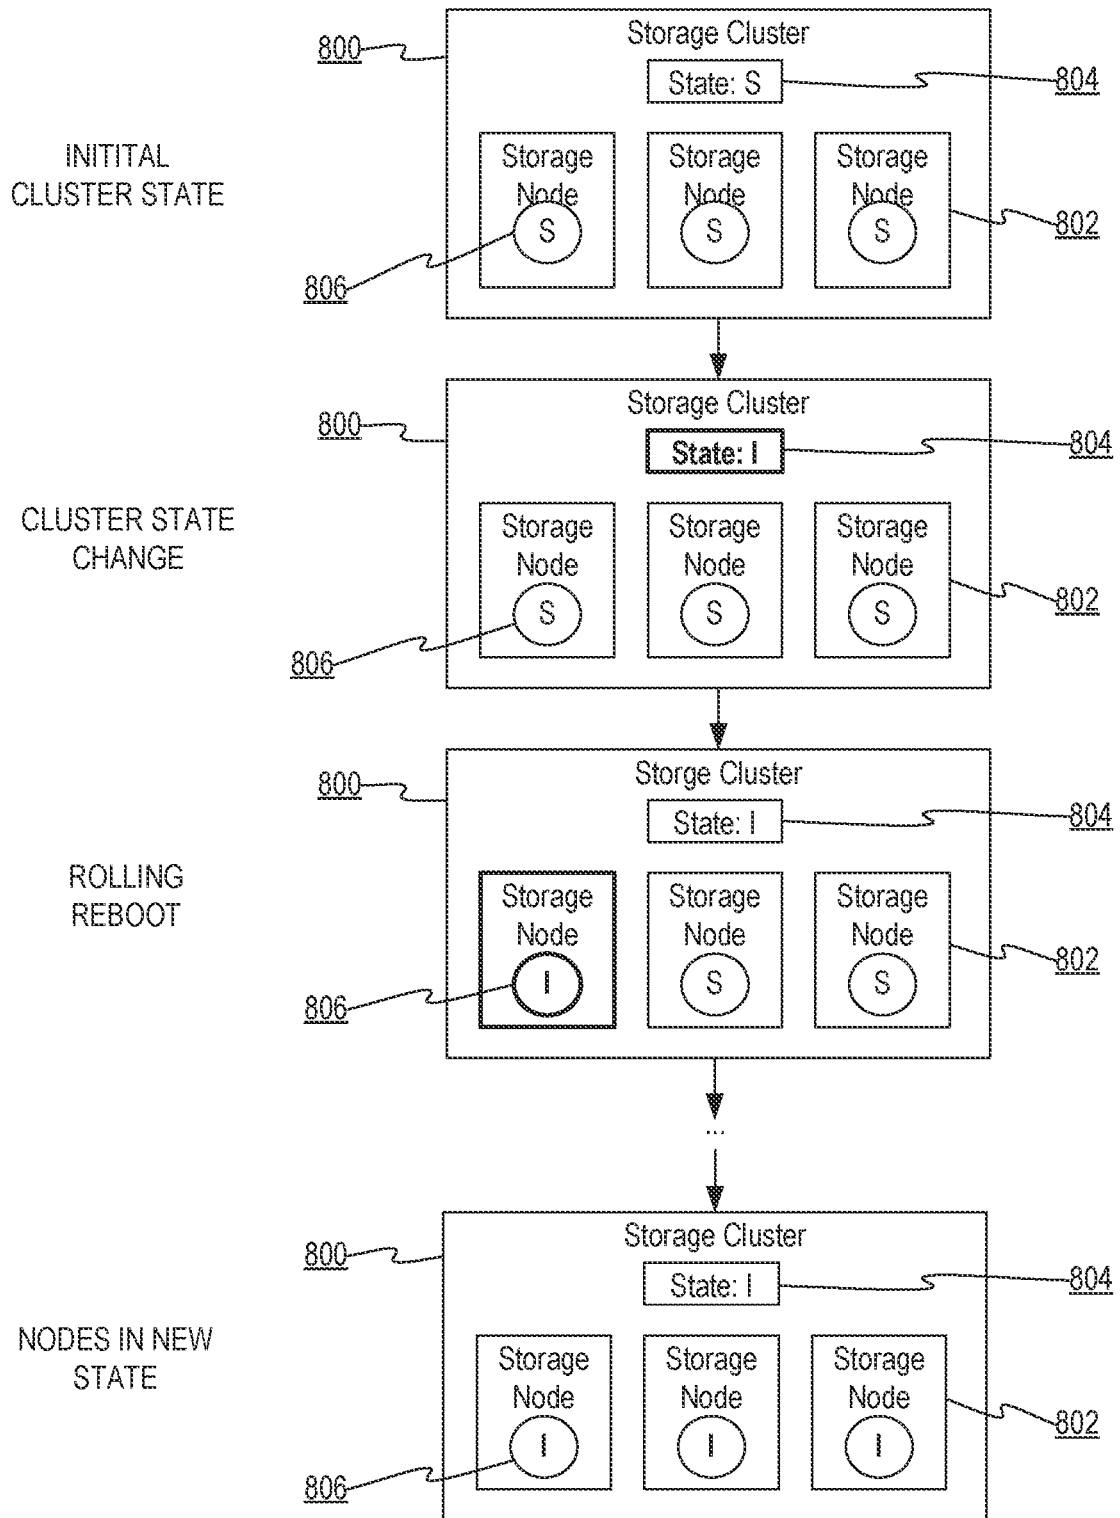 Storage Cluster
800
State: S
804
INITITAL
CLUSTER STATE
Storage
Node
S
Storage
Node
S
Storage
Node
S
802
806
Storage Cluster
800
State: I
804
CLUSTER STATE
CHANGE
Storage
Node
S
Storage
Node
S
Storage
Node
S
802
806
Storge Cluster
800
State: I
804
ROLLING
REBOOT
Storage
Node
I
Storage
Node
S
Storage
Node
S
802
806
...
Storage Cluster
800
State: I
804
NODES IN NEW
STATE
Storage
Node
I
Storage
Node
I
Storage
Node
I
802
806